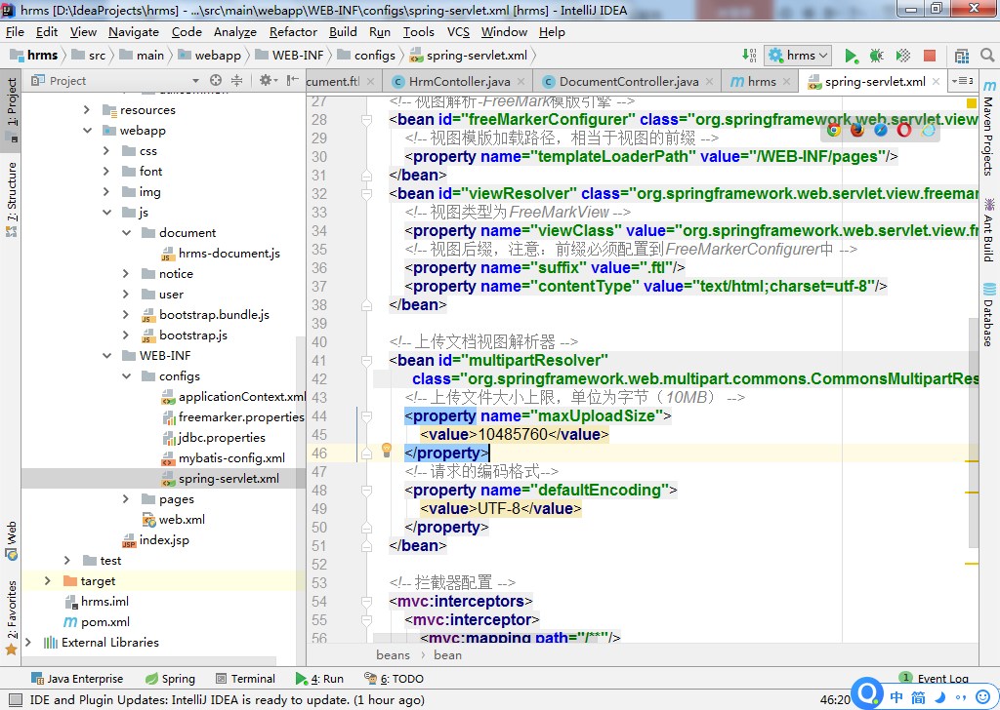 hrms [D:\IdeaProjects\hrms] - ...\src\main\webapp\WEB-INF\configs\spring-servlet.xml [hrms] - IntelliJ IDEA
File Edit View Navigate Code Analyze Refactor Build Run Tools VCS Window Help
hrms src main webapp WEB-INF configs spring-servlet.xml hrms
Project cument.ftl HrmContoller.java DocumentController.java hrms spring-servlet.xml 3
1: Project
7: Structure
Web
2: Favorites
resources
webapp
css
font
img
js
document
hrms-document.js
notice
user
bootstrap.bundle.js
bootstrap.js
WEB-INF
configs
applicationContext.xml
freemarker.properties
jdbc.properties
mybatis-config.xml
spring-servlet.xml
pages
web.xml
index.jsp
test
target
hrms.iml
pom.xml
External Libraries
27 <!-- 视图解析-FreeMark模版引擎 -->
28 <bean id="freeMarkerConfigurer" class="org.springframework.web.servlet.view
29 <!-- 视图模版加载路径，相当于视图的前缀 -->
30 <property name="templateLoaderPath" value="/WEB-INF/pages"/>
31 </bean>
32 <bean id="viewResolver" class="org.springframework.web.servlet.view.freemar
33 <!-- 视图类型为FreeMarkView -->
34 <property name="viewClass" value="org.springframework.web.servlet.view.fr
35 <!-- 视图后缀，注意：前缀必须配置到FreeMarkerConfigurer中 -->
36 <property name="suffix" value=".ftl"/>
37 <property name="contentType" value="text/html;charset=utf-8"/>
38 </bean>
39
40 <!-- 上传文档视图解析器 -->
41 <bean id="multipartResolver"
42 class="org.springframework.web.multipart.commons.CommonsMultipartRes
43 <!-- 上传文件大小上限，单位为字节（10MB） -->
44 <property name="maxUploadSize">
45 <value>10485760</value>
46 </property>
47 <!-- 请求的编码格式-->
48 <property name="defaultEncoding">
49 <value>UTF-8</value>
50 </property>
51 </bean>
52
53 <!-- 拦截器配置 -->
54 <mvc:interceptors>
55 <mvc:interceptor>
56 <mvc:mapping path="/**"/>
beans bean
Maven Projects
Ant Build
Database
Java Enterprise Spring Terminal 4: Run 6: TODO 1 Event Log
IDE and Plugin Updates: IntelliJ IDEA is ready to update. (1 hour ago) 46:20 中 简